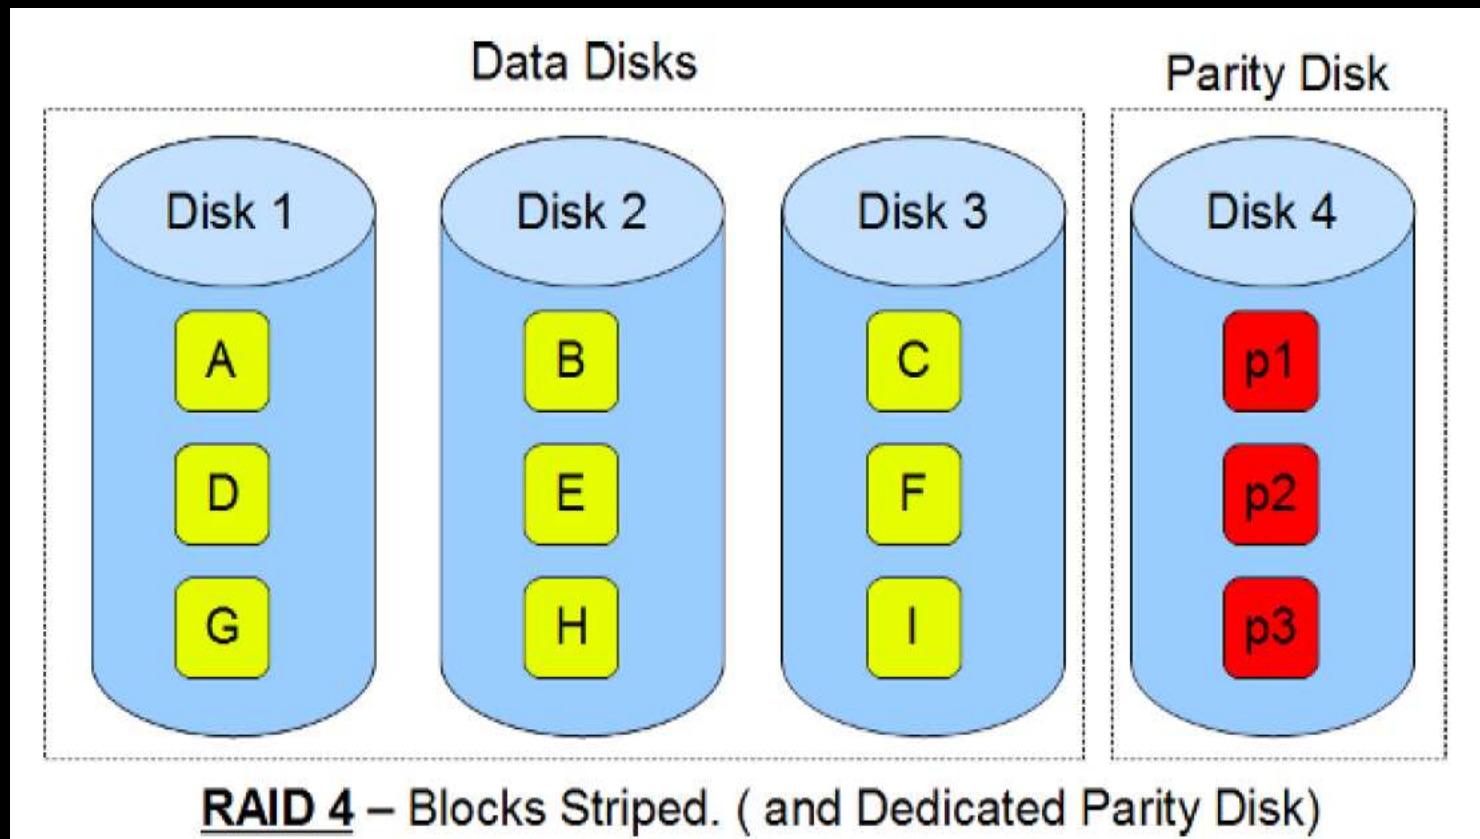 Data Disks
Parity Disk
Disk 1
Disk 2
Disk 3
Disk 4
A
B
C
p1
D
E
F
p2
G
H
I
p3
RAID 4 – Blocks Striped. ( and Dedicated Parity Disk)